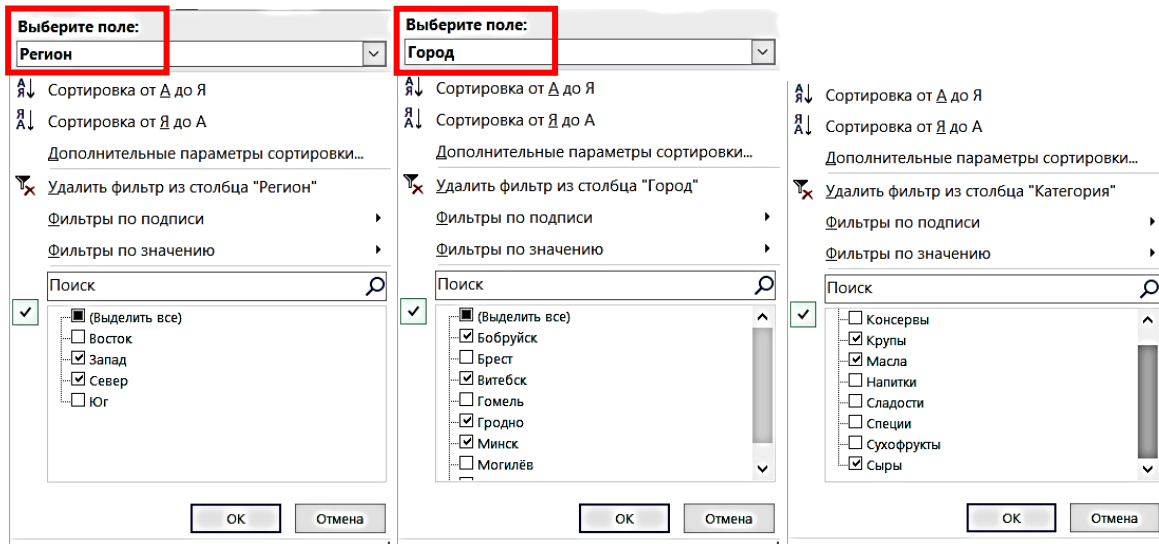 Выберите поле:
Регион
Сортировка от А до Я
Сортировка от Я до А
Дополнительные параметры сортировки...
Удалить фильтр из столбца "Регион"
Фильтры по подписи
Фильтры по значению
Поиск
(Выделить все)
Восток
Запад
Север
Юг
ОК
Отмена
Выберите поле:
Город
Сортировка от А до Я
Сортировка от Я до А
Дополнительные параметры сортировки...
Удалить фильтр из столбца "Город"
Фильтры по подписи
Фильтры по значению
Поиск
(Выделить все)
Бобруйск
Брест
Витебск
Гомель
Гродно
Минск
Могилёв
ОК
Отмена
Сортировка от А до Я
Сортировка от Я до А
Дополнительные параметры сортировки...
Удалить фильтр из столбца "Категория"
Фильтры по подписи
Фильтры по значению
Поиск
Консервы
Крупы
Масла
Напитки
Сладости
Специи
Сухофрукты
Сыры
ОК
Отмена